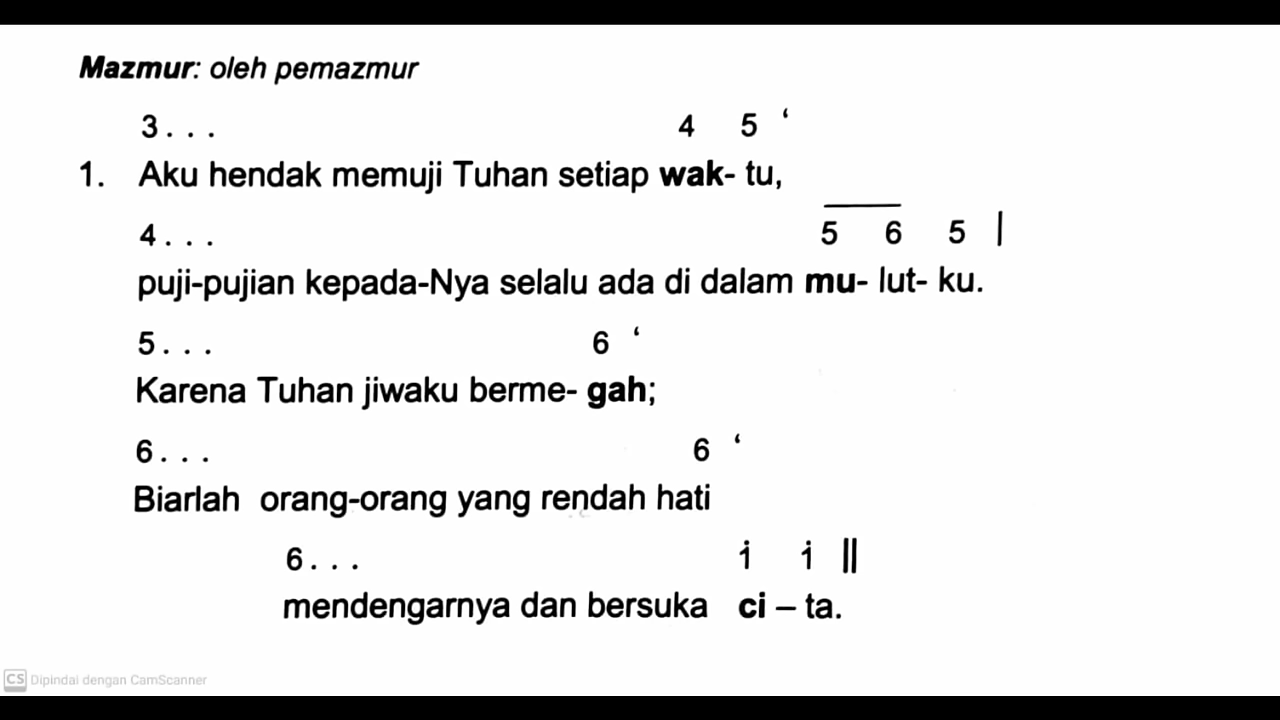 Mazmur: oleh pemazmur
3 . . . 4 5 ‘
1. Aku hendak memuji Tuhan setiap wak- tu,
4 . . . 5 6 5 |
puji-pujian kepada-Nya selalu ada di dalam mu- lut- ku.
5 . . . 6 ‘
Karena Tuhan jiwaku berme- gah;
6 . . . 6 ‘
Biarlah orang-orang yang rendah hati
6 . . . i i ||
mendengarnya dan bersuka ci – ta.
CS Dipindai dengan CamScanner